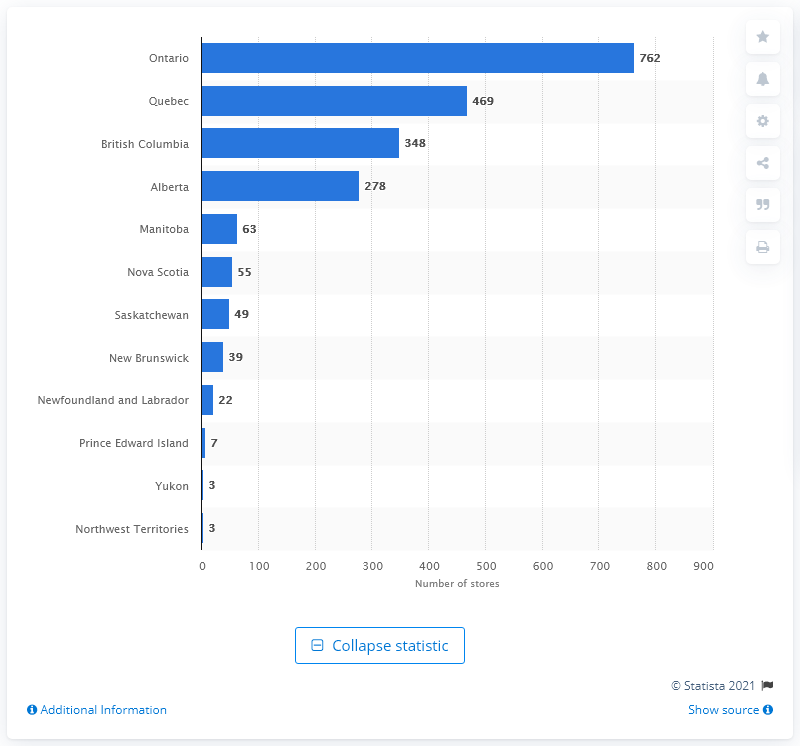 Ontario 762
Quebec 469
British Columbia 348
Alberta 278
Manitoba 63
Nova Scotia 55
Saskatchewan 49
New Brunswick 39
Newfoundland and Labrador 22
Prince Edward Island 7
Yukon 3
Northwest Territories 3
0 100 200 300 400 500 600 700 800 900
Number of stores
Collapse statistic
© Statista 2021
Additional Information
Show source